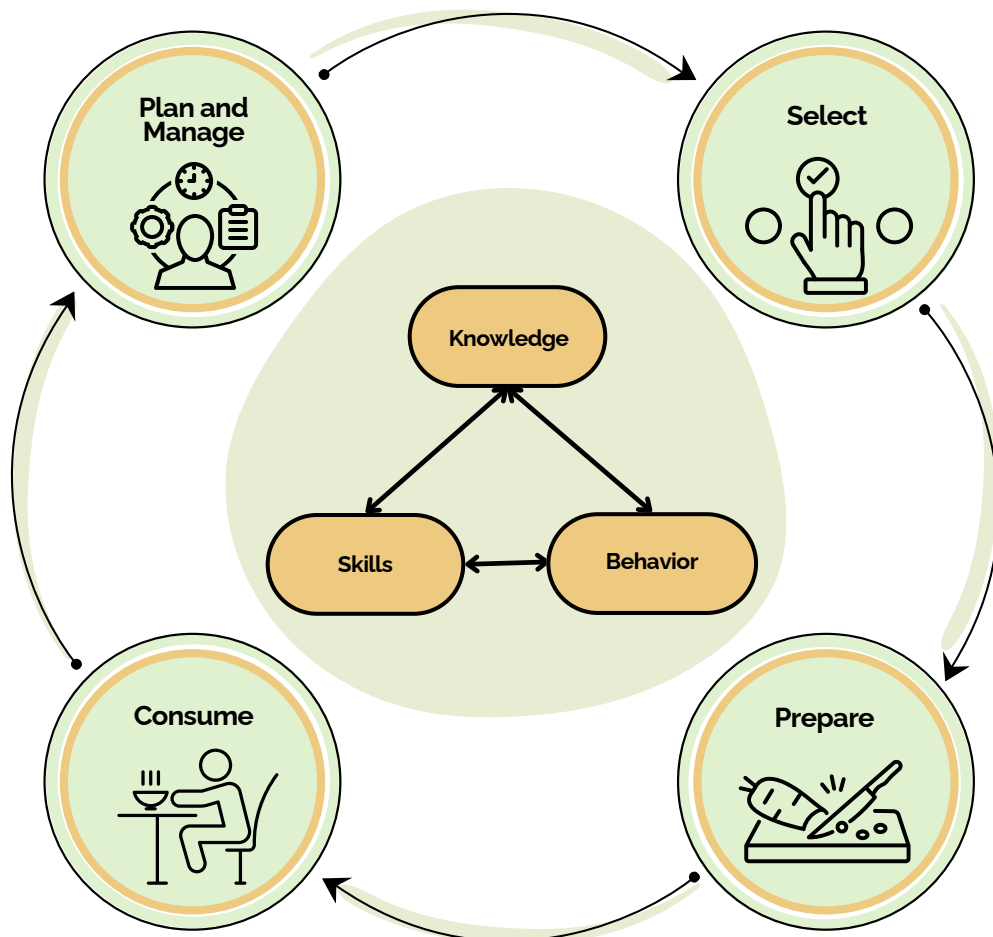 Plan and
Manage
Select
Knowledge
Skills
Behavior
Consume
Prepare